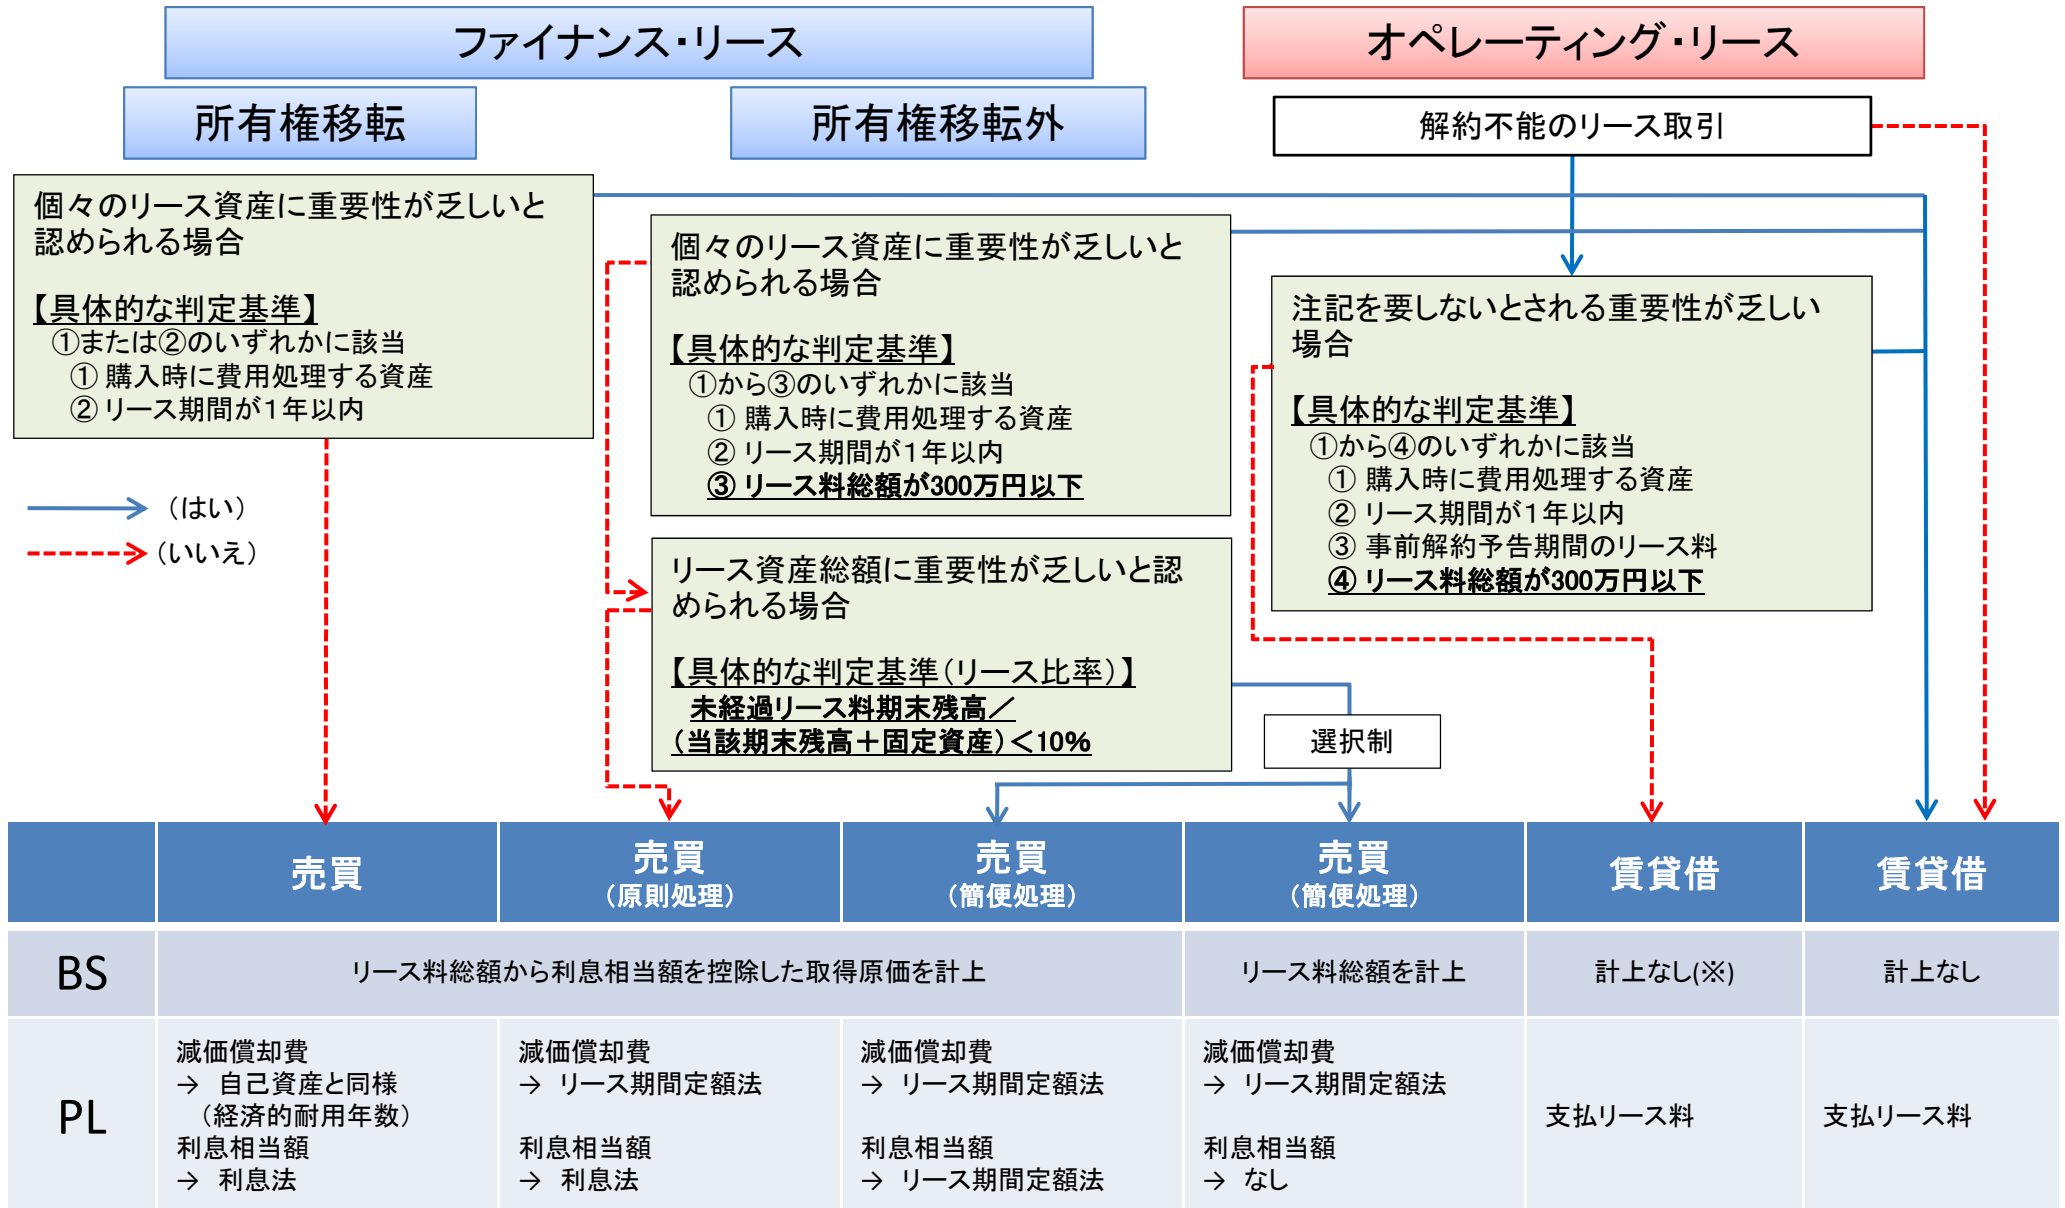 ファイナンス・リース
オペレーティング・リース
所有権移転
所有権移転外
解約不能のリース取引
個々のリース資産に重要性が乏しいと
認められる場合
【具体的な判定基準】
①または②のいずれかに該当
① 購入時に費用処理する資産
② リース期間が1年以内
個々のリース資産に重要性が乏しいと
認められる場合
【具体的な判定基準】
①から③のいずれかに該当
① 購入時に費用処理する資産
② リース期間が1年以内
③ リース料総額が300万円以下
注記を要しないとされる重要性が乏しい
場合
【具体的な判定基準】
①から④のいずれかに該当
① 購入時に費用処理する資産
② リース期間が1年以内
③ 事前解約予告期間のリース料
④ リース料総額が300万円以下
（はい）
（いいえ）
リース資産総額に重要性が乏しいと認
められる場合
【具体的な判定基準（リース比率）】
未経過リース料期末残高／
（当該期末残高＋固定資産）＜10%
選択制
売買
売買
（原則処理）
売買
（簡便処理）
売買
（簡便処理）
賃貸借
賃貸借
BS
リース料総額から利息相当額を控除した取得原価を計上
リース料総額を計上
計上なし(※)
計上なし
PL
減価償却費
→ 自己資産と同様
（経済的耐用年数）
利息相当額
→ 利息法
減価償却費
→ リース期間定額法
利息相当額
→ 利息法
減価償却費
→ リース期間定額法
利息相当額
→ リース期間定額法
減価償却費
→ リース期間定額法
利息相当額
→ なし
支払リース料
支払リース料